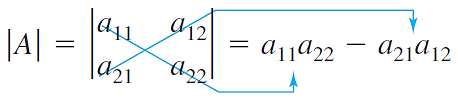 |A| = |a₁₁ a₁₂; a₂₁ a₂₂| = a₁₁a₂₂ − a₂₁a₁₂